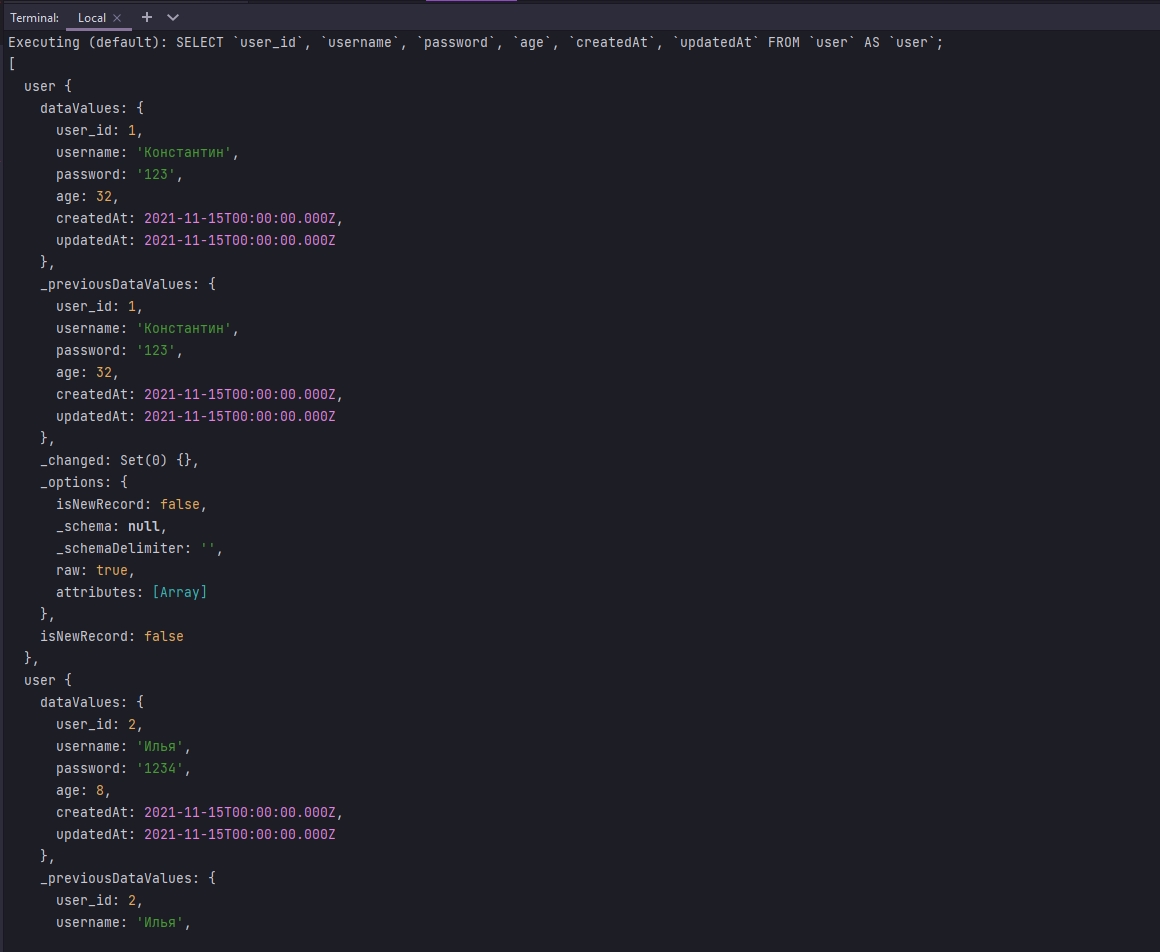 Terminal: Local × +
Executing (default): SELECT `user_id`, `username`, `password`, `age`, `createdAt`, `updatedAt` FROM `user` AS `user`;
[
  user {
    dataValues: {
      user_id: 1,
      username: 'Константин',
      password: '123',
      age: 32,
      createdAt: 2021-11-15T00:00:00.000Z,
      updatedAt: 2021-11-15T00:00:00.000Z
    },
    _previousDataValues: {
      user_id: 1,
      username: 'Константин',
      password: '123',
      age: 32,
      createdAt: 2021-11-15T00:00:00.000Z,
      updatedAt: 2021-11-15T00:00:00.000Z
    },
    _changed: Set(0) {},
    _options: {
      isNewRecord: false,
      _schema: null,
      _schemaDelimiter: '',
      raw: true,
      attributes: [Array]
    },
    isNewRecord: false
  },
  user {
    dataValues: {
      user_id: 2,
      username: 'Илья',
      password: '1234',
      age: 8,
      createdAt: 2021-11-15T00:00:00.000Z,
      updatedAt: 2021-11-15T00:00:00.000Z
    },
    _previousDataValues: {
      user_id: 2,
      username: 'Илья',